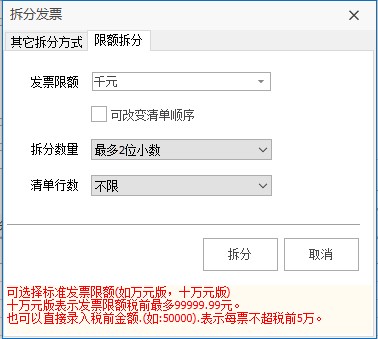 拆分发票
其它拆分方式 限额拆分
发票限额 千元
可改变清单顺序
拆分数量 最多2位小数
清单行数 不限
拆分 取消
可选择标准发票限额(如万元版，十万元版)
十万元版表示发票限额税前最多99999.99元。
也可以直接录入税前金额.(如:50000).表示每票不超税前5万。